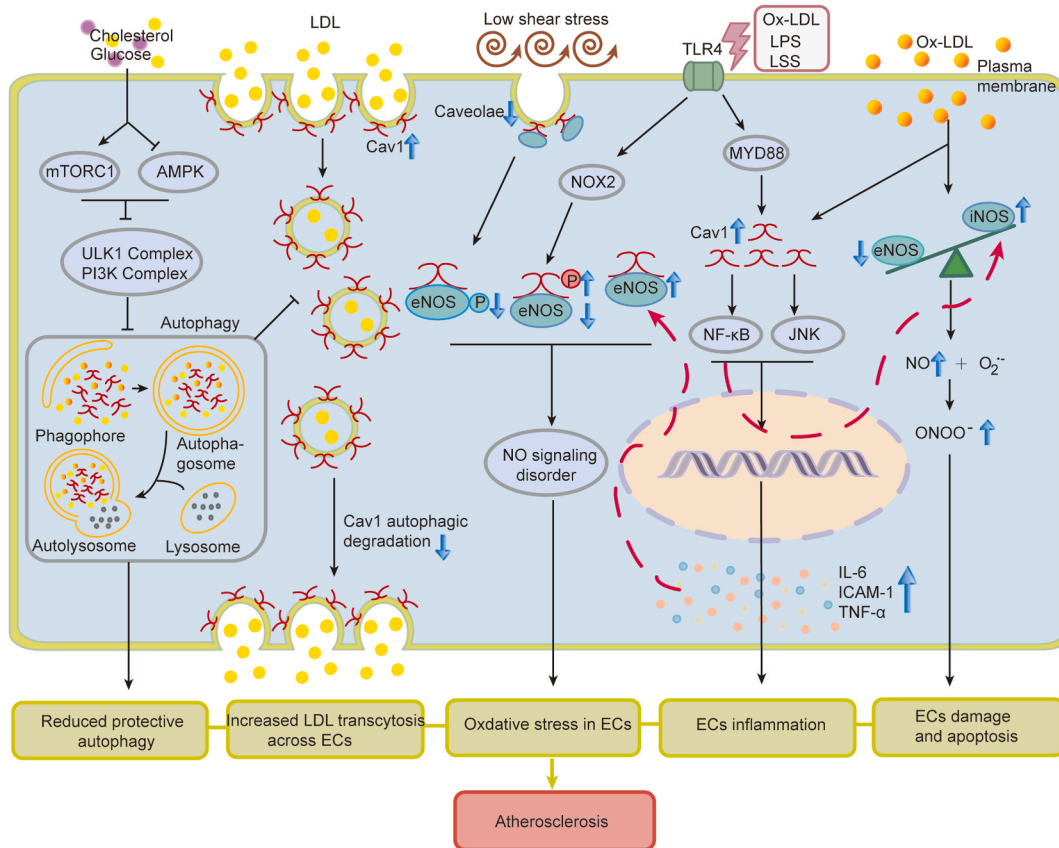 Cholesterol
Glucose
LDL
Low shear stress
TLR4
Ox-LDL
LPS
LSS
Ox-LDL
Plasma
membrane
Caveolae
Cav1
mTORC1
AMPK
NOX2
MYD88
ULK1 Complex
PI3K Complex
Cav1
iNOS
eNOS
eNOS
P
P
eNOS
eNOS
Autophagy
NF-κB
JNK
NO
+
O₂˙⁻
ONOO⁻
Phagophore
Autopha-
gosome
Autolysosome
Lysosome
NO signaling
disorder
Cav1 autophagic
degradation
IL-6
ICAM-1
TNF-α
Reduced protective
autophagy
Increased LDL transcytosis
across ECs
Oxdative stress in ECs
ECs inflammation
ECs damage
and apoptosis
Atherosclerosis